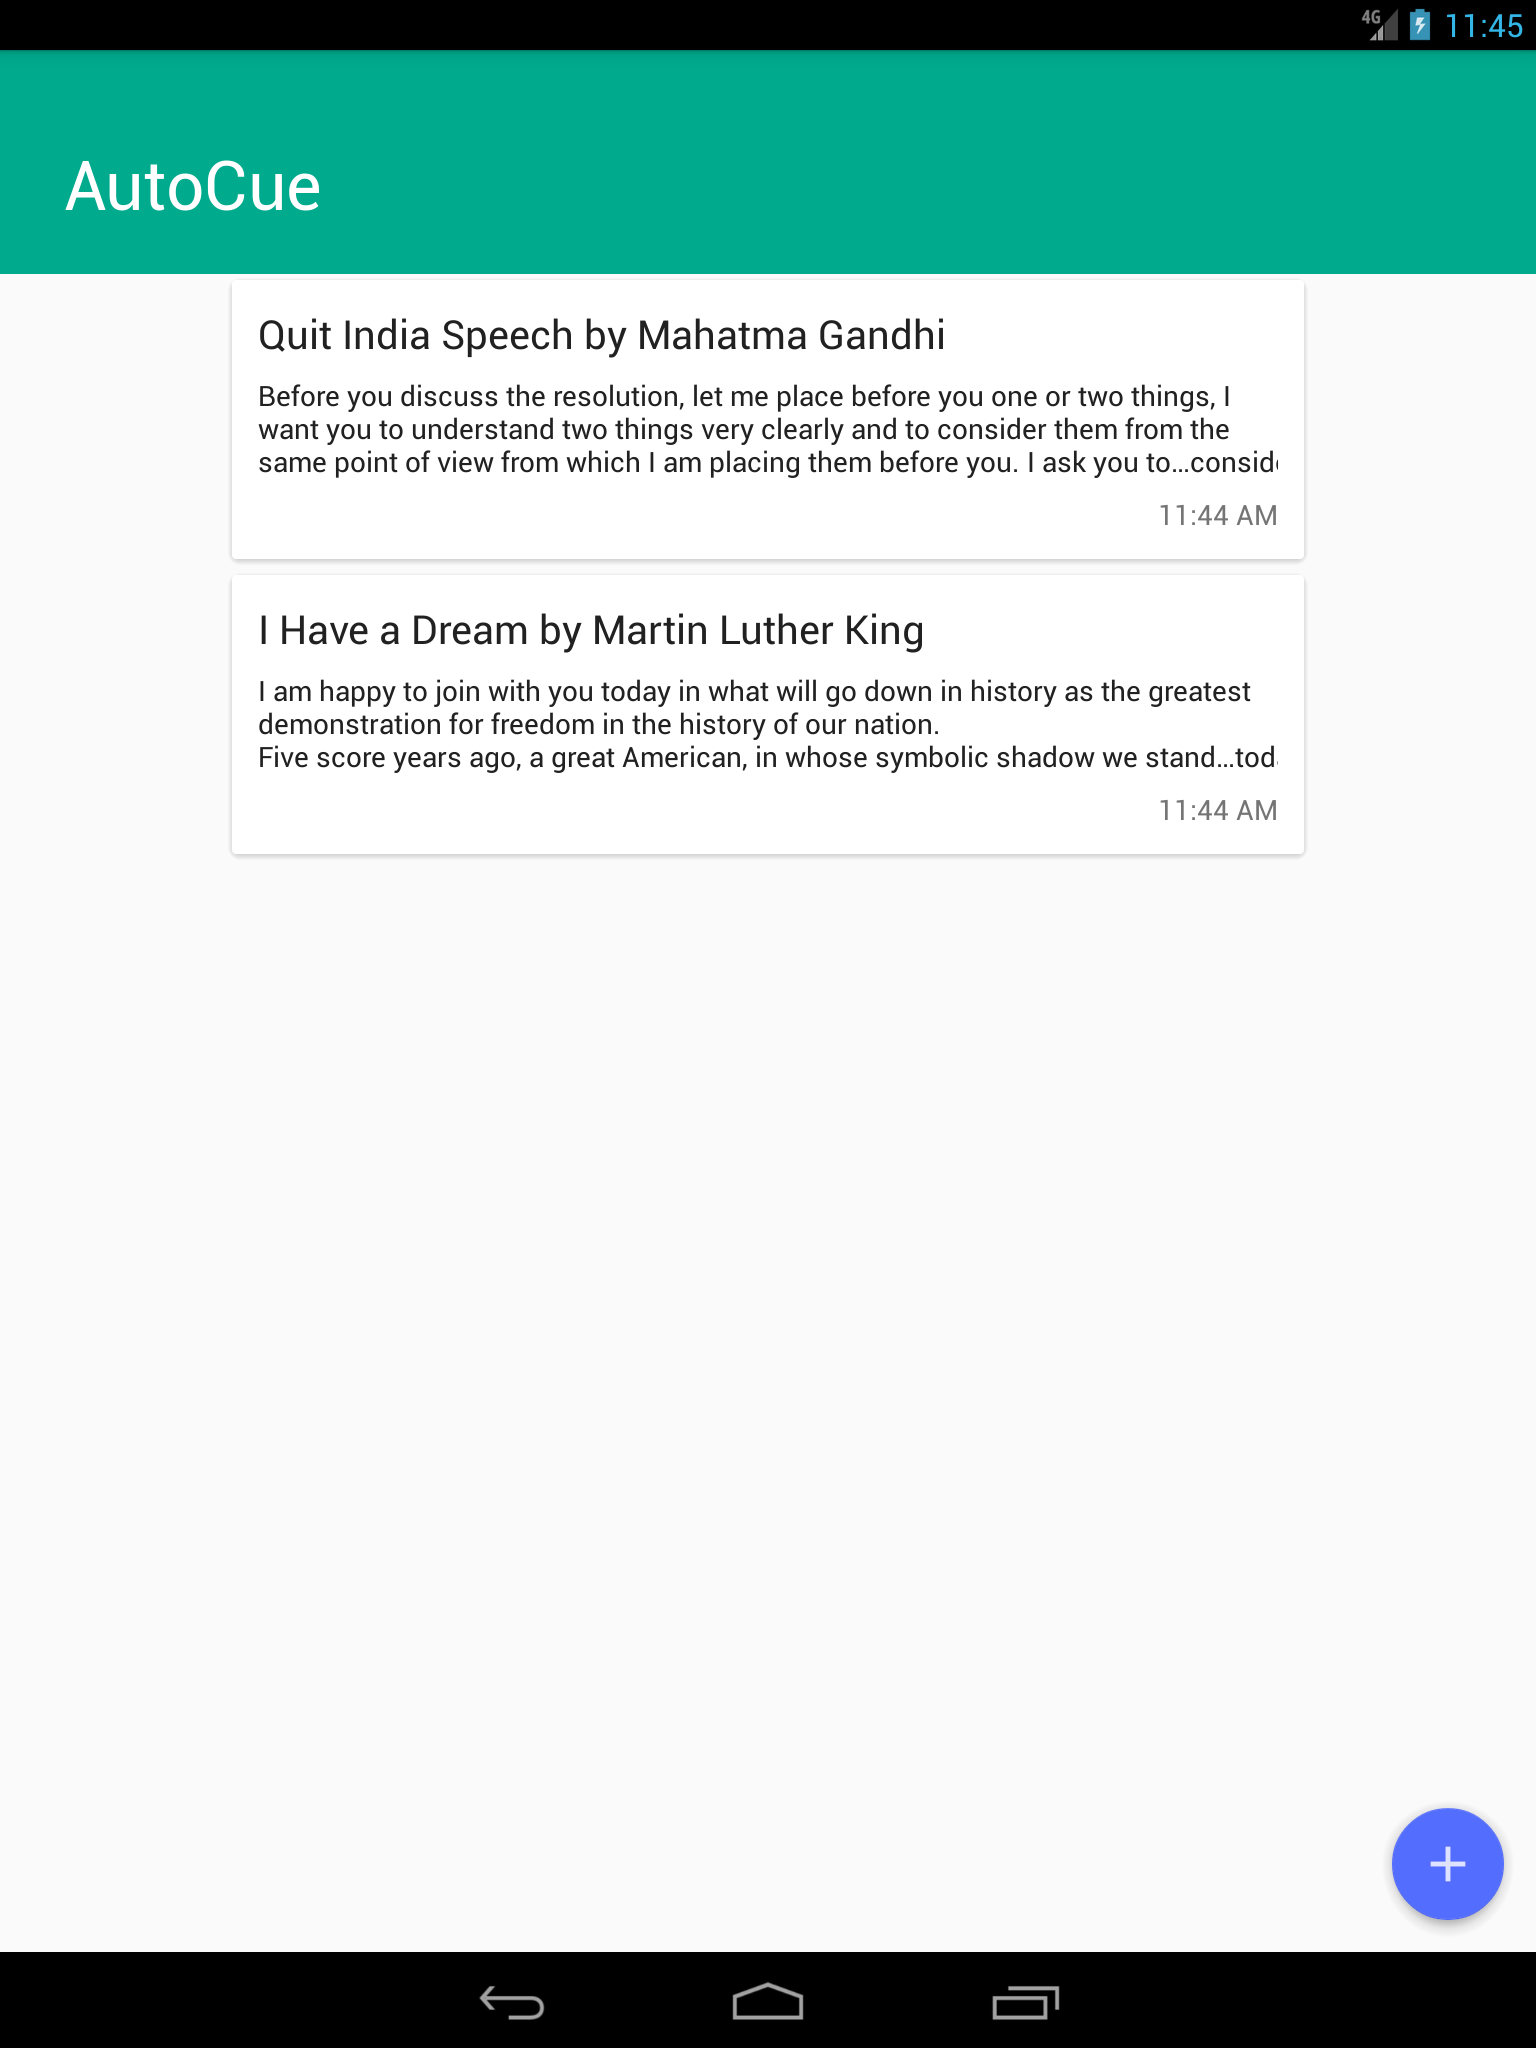 4G 11:45
AutoCue
Quit India Speech by Mahatma Gandhi
Before you discuss the resolution, let me place before you one or two things, I
want you to understand two things very clearly and to consider them from the
same point of view from which I am placing them before you. I ask you to…conside
11:44 AM
I Have a Dream by Martin Luther King
I am happy to join with you today in what will go down in history as the greatest
demonstration for freedom in the history of our nation.
Five score years ago, a great American, in whose symbolic shadow we stand…toda
11:44 AM